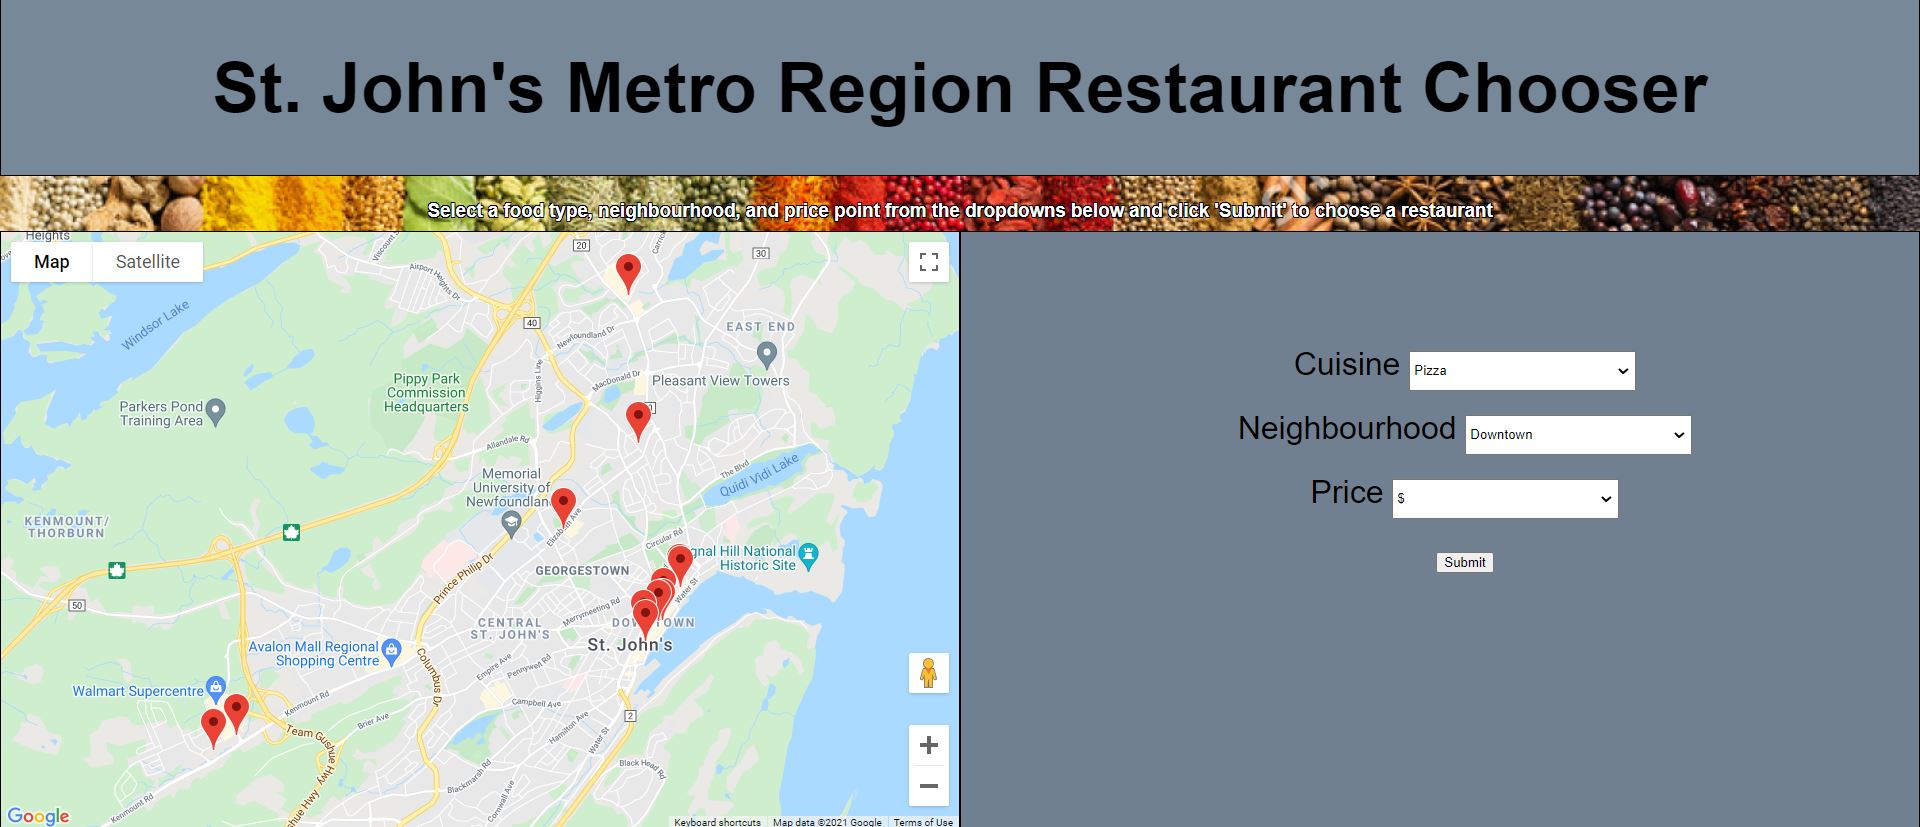 St. John's Metro Region Restaurant Chooser
Select a food type, neighbourhood, and price point from the dropdowns below and click 'Submit' to choose a restaurant
Heights
Map
Satellite
Windsor Lake
Airport Heights Dr
20
30
40
Newfoundland Dr
EAST END
Higgins Line
MacDonald Dr
Pleasant View Towers
Pippy Park
Commission
Headquarters
Parkers Pond
Training Area
Allandale Rd
Memorial
University of
Newfoundlan
The Blvd
Quidi Vidi Lake
KENMOUNT/
THORBURN
Elizabeth Ave
Circular Rd
gnal Hill National
Historic Site
Prince Philip Dr
GEORGESTOWN
Water St
50
Merrymeeting Rd
CENTRAL
ST. JOHN'S
DOWNTOWN
St. John's
Avalon Mall Regional
Shopping Centre
Empire Ave
Pennywell Rd
Columbus Dr
Walmart Supercentre
Kenmount Rd
Campbell Ave
Brier Ave
2
Team Gushue Hwy
Hamilton Ave
Water St
Black Head Rd
Blackmarsh Rd
Cornwall Ave
Kenmount Rd
shue Hwy
Google
Keyboard shortcuts
Map data ©2021 Google
Terms of Use
Cuisine Pizza
Neighbourhood Downtown
Price $
Submit